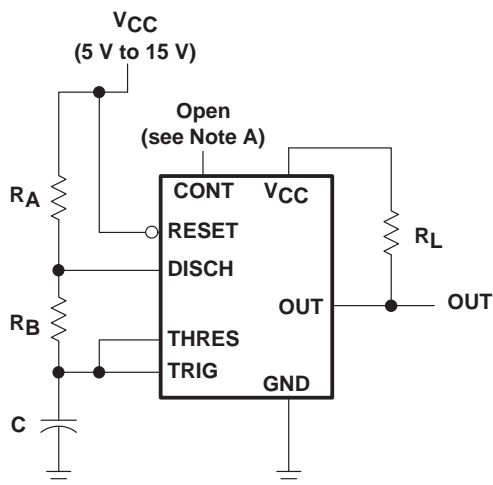 VCC
(5 V to 15 V)
Open
(see Note A)
CONT
VCC
RA
RESET
RL
DISCH
OUT
OUT
RB
THRES
TRIG
GND
C